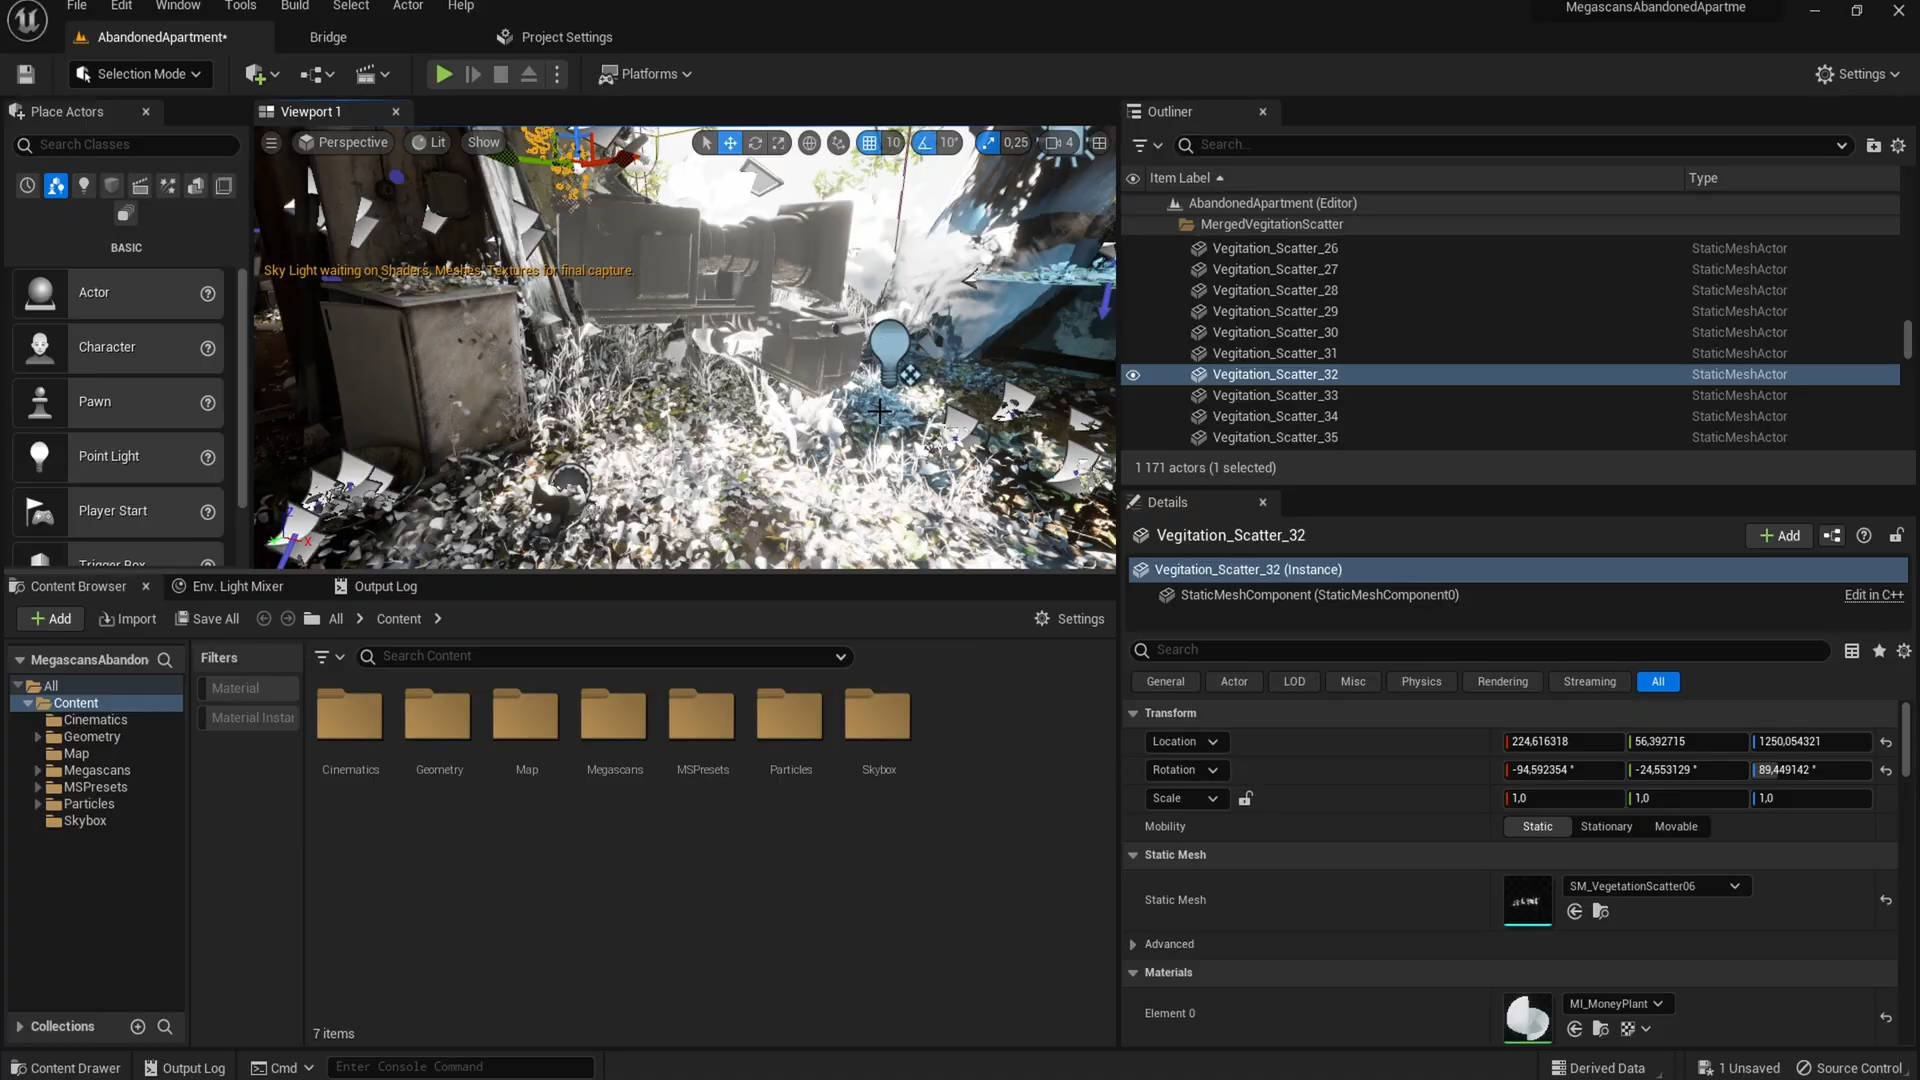 File Edit Window Tools Build Select Actor Help
MegascansAbandonedApartme
AbandonedApartment*
Bridge
Project Settings
Selection Mode
Platforms
Settings
Place Actors
Search Classes
BASIC
Actor
Character
Pawn
Point Light
Player Start
Trigger Box
Viewport 1
Perspective
Lit
Show
10
10°
0,25
4
Sky Light waiting on Shaders, Meshes, Textures for final capture.
Z
X
Outliner
Search...
Item Label
Type
AbandonedApartment (Editor)
MergedVegitationScatter
Vegitation_Scatter_26 StaticMeshActor
Vegitation_Scatter_27 StaticMeshActor
Vegitation_Scatter_28 StaticMeshActor
Vegitation_Scatter_29 StaticMeshActor
Vegitation_Scatter_30 StaticMeshActor
Vegitation_Scatter_31 StaticMeshActor
Vegitation_Scatter_32 StaticMeshActor
Vegitation_Scatter_33 StaticMeshActor
Vegitation_Scatter_34 StaticMeshActor
Vegitation_Scatter_35 StaticMeshActor
1 171 actors (1 selected)
Details
Vegitation_Scatter_32
Add
Vegitation_Scatter_32 (Instance)
StaticMeshComponent (StaticMeshComponent0)
Edit in C++
Search
General Actor LOD Misc Physics Rendering Streaming All
Transform
Location 224,616318 56,392715 1250,054321
Rotation -94,592354 ° -24,553129 ° 89,449142 °
Scale 1,0 1,0 1,0
Mobility Static Stationary Movable
Static Mesh
Static Mesh SM_VegetationScatter06
Advanced
Materials
Element 0 MI_MoneyPlant
Content Browser
Env. Light Mixer
Output Log
Add Import Save All All Content
Settings
MegascansAbandon
All
Content
Cinematics
Geometry
Map
Megascans
MSPresets
Particles
Skybox
Collections
Filters
Material
Material Instan
Search Content
Cinematics Geometry Map Megascans MSPresets Particles Skybox
7 items
Content Drawer
Output Log
Cmd
Enter Console Command
Derived Data
1 Unsaved
Source Control